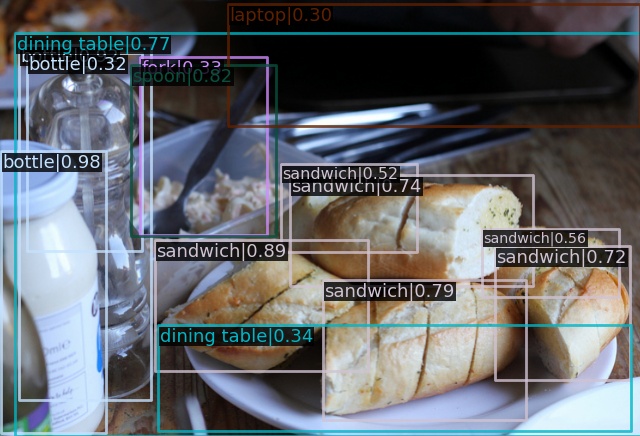 laptop|0.30
dining table|0.77
bottle|0.32
fork|0.33
spoon|0.82
bottle|0.98
sandwich|0.52
sandwich|0.74
sandwich|0.56
sandwich|0.89
sandwich|0.72
sandwich|0.79
dining table|0.34